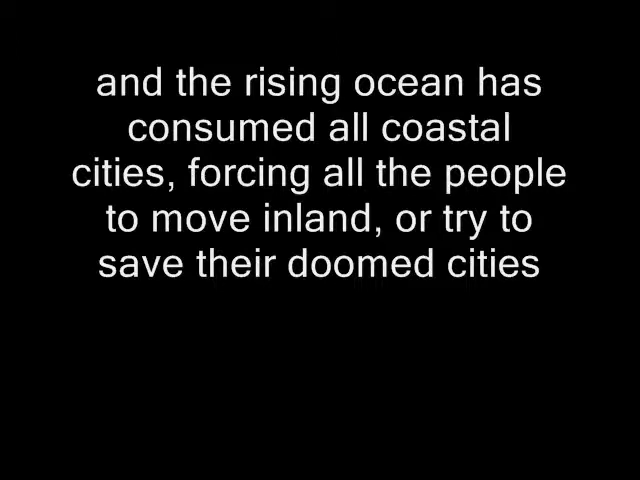 and the rising ocean has
consumed all coastal
cities, forcing all the people
to move inland, or try to
save their doomed cities